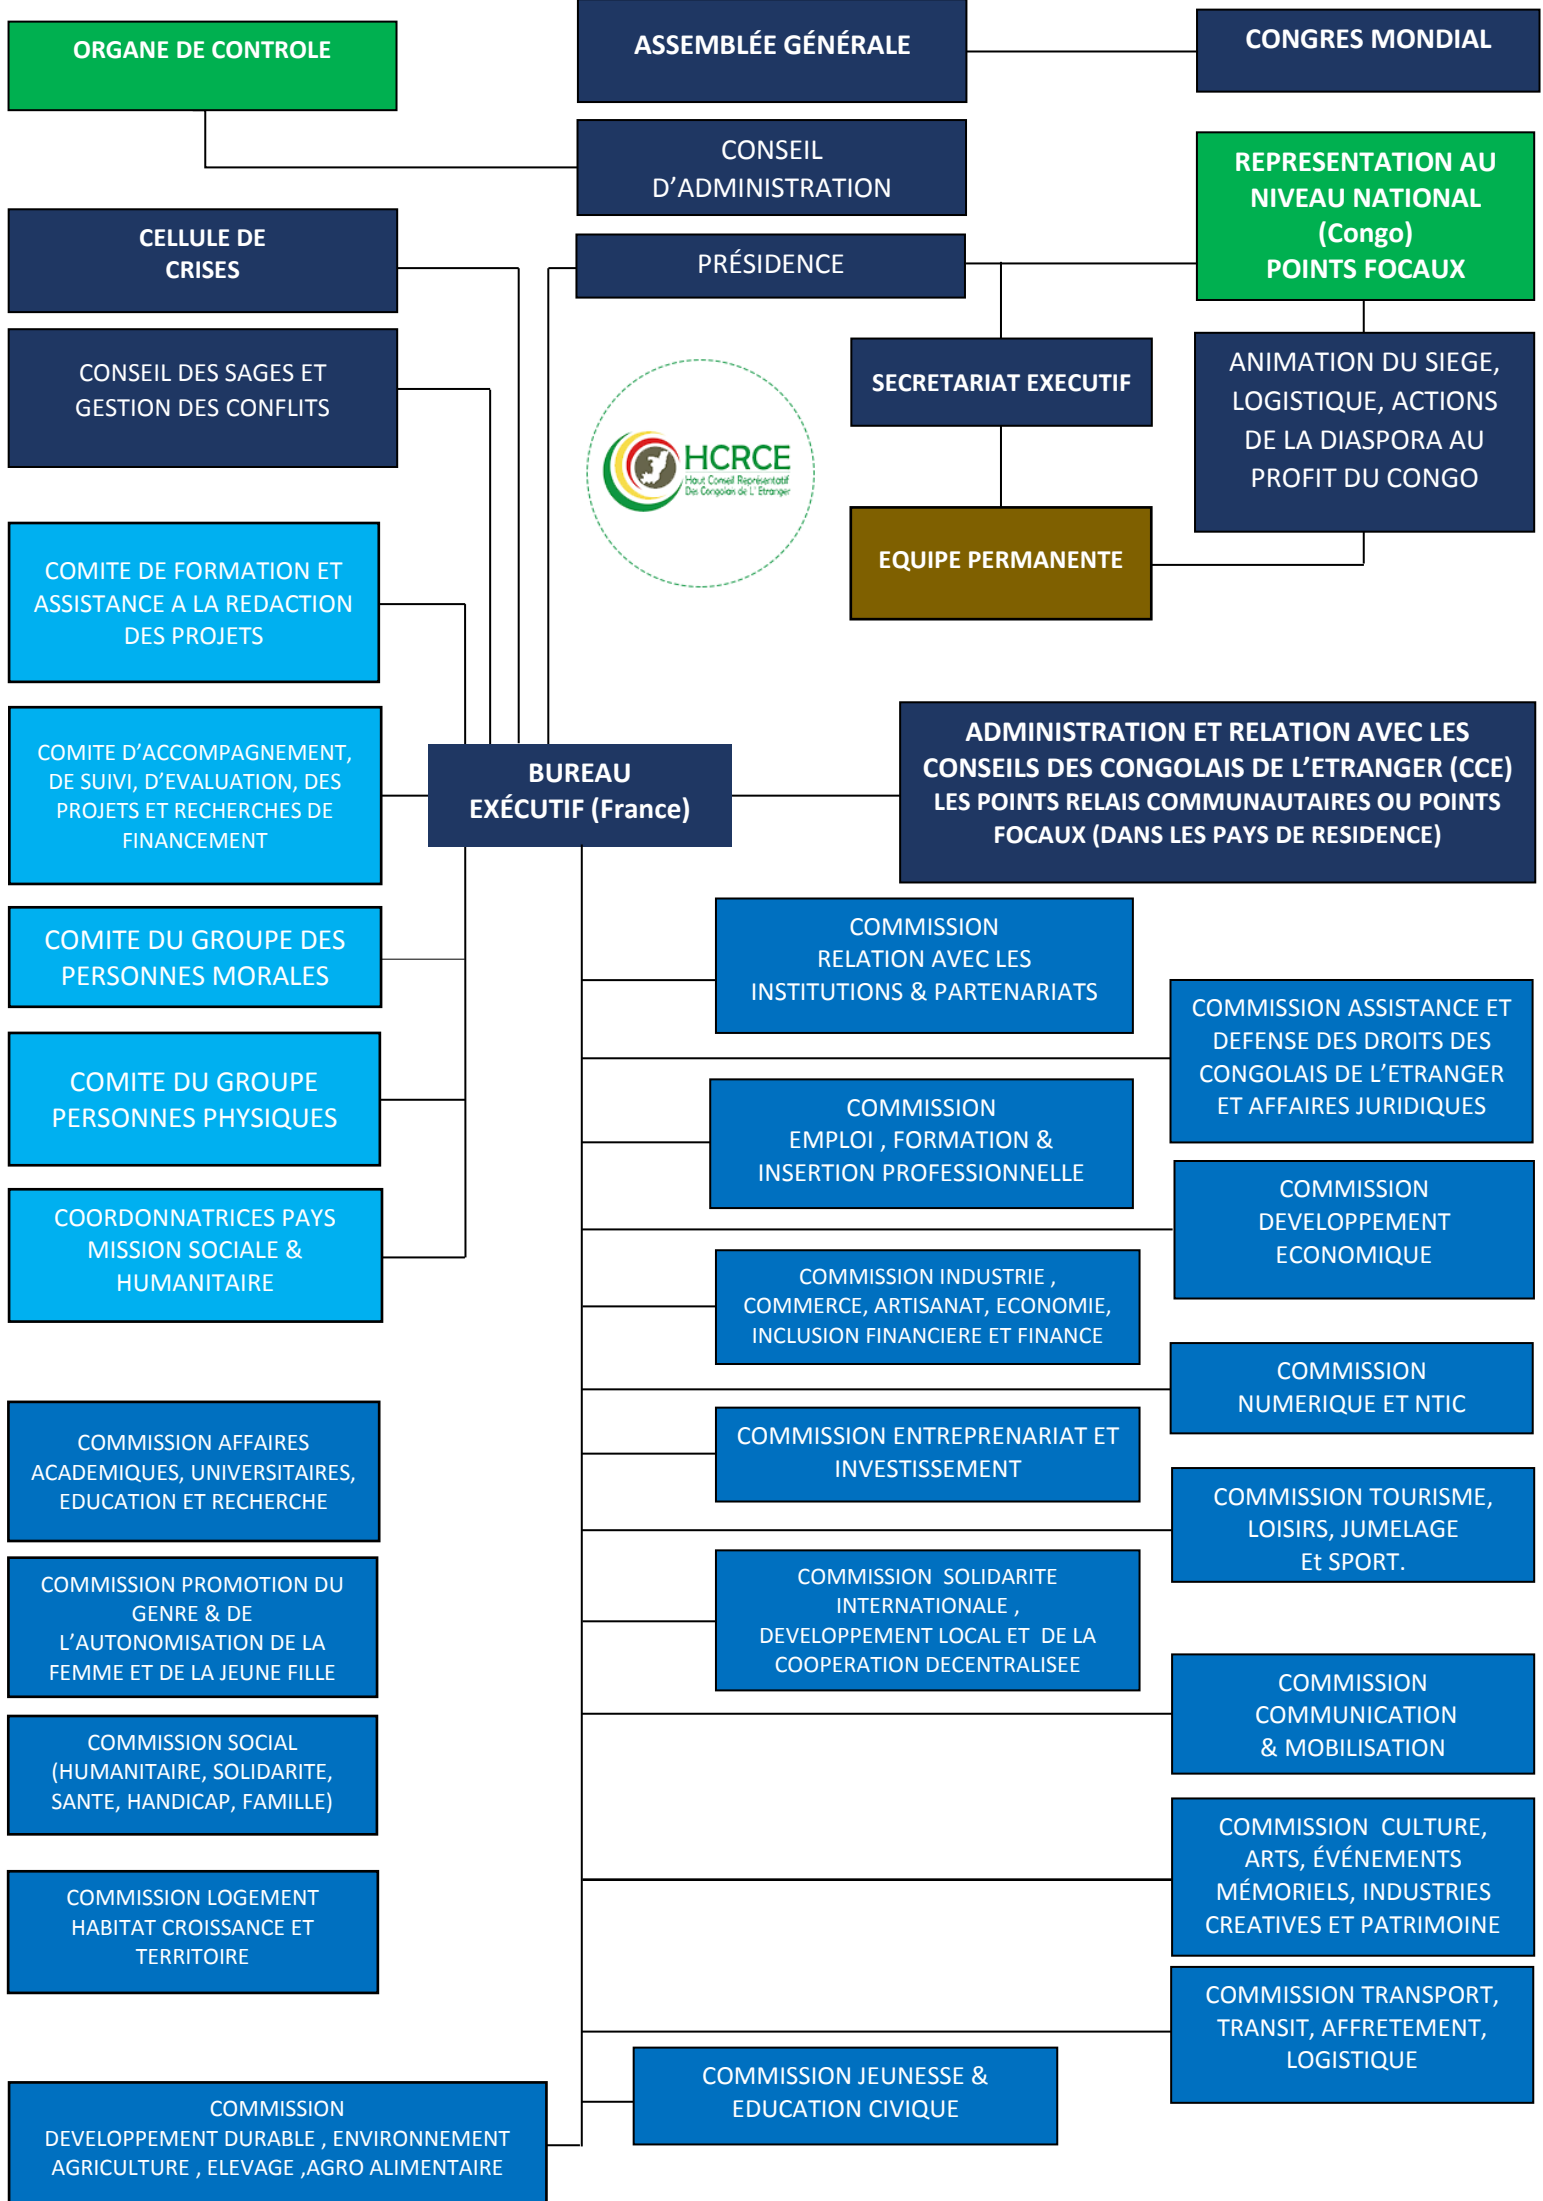 ORGANE DE CONTROLE
ASSEMBLÉE GÉNÉRALE
CONGRES MONDIAL
CONSEIL
D’ADMINISTRATION
REPRESENTATION AU
NIVEAU NATIONAL
(Congo)
POINTS FOCAUX
CELLULE DE
CRISES
PRÉSIDENCE
CONSEIL DES SAGES ET
GESTION DES CONFLITS
SECRETARIAT EXECUTIF
ANIMATION DU SIEGE,
LOGISTIQUE, ACTIONS
DE LA DIASPORA AU
PROFIT DU CONGO
HCRCE
Haut Conseil Représentatif
Des Congolais de L' Etranger
EQUIPE PERMANENTE
COMITE DE FORMATION ET
ASSISTANCE A LA REDACTION
DES PROJETS
COMITE D’ACCOMPAGNEMENT,
DE SUIVI, D’EVALUATION, DES
PROJETS ET RECHERCHES DE
FINANCEMENT
BUREAU
EXÉCUTIF (France)
ADMINISTRATION ET RELATION AVEC LES
CONSEILS DES CONGOLAIS DE L’ETRANGER (CCE)
LES POINTS RELAIS COMMUNAUTAIRES OU POINTS
FOCAUX (DANS LES PAYS DE RESIDENCE)
COMITE DU GROUPE DES
PERSONNES MORALES
COMITE DU GROUPE
PERSONNES PHYSIQUES
COORDONNATRICES PAYS
MISSION SOCIALE &
HUMANITAIRE
COMMISSION
RELATION AVEC LES
INSTITUTIONS & PARTENARIATS
COMMISSION ASSISTANCE ET
DEFENSE DES DROITS DES
CONGOLAIS DE L’ETRANGER
ET AFFAIRES JURIDIQUES
COMMISSION
EMPLOI , FORMATION &
INSERTION PROFESSIONNELLE
COMMISSION
DEVELOPPEMENT
ECONOMIQUE
COMMISSION INDUSTRIE ,
COMMERCE, ARTISANAT, ECONOMIE,
INCLUSION FINANCIERE ET FINANCE
COMMISSION
NUMERIQUE ET NTIC
COMMISSION ENTREPRENARIAT ET
INVESTISSEMENT
COMMISSION TOURISME,
LOISIRS, JUMELAGE
Et SPORT.
COMMISSION SOLIDARITE
INTERNATIONALE ,
DEVELOPPEMENT LOCAL ET DE LA
COOPERATION DECENTRALISEE
COMMISSION
COMMUNICATION
& MOBILISATION
COMMISSION CULTURE,
ARTS, ÉVÉNEMENTS
MÉMORIELS, INDUSTRIES
CREATIVES ET PATRIMOINE
COMMISSION TRANSPORT,
TRANSIT, AFFRETEMENT,
LOGISTIQUE
COMMISSION AFFAIRES
ACADEMIQUES, UNIVERSITAIRES,
EDUCATION ET RECHERCHE
COMMISSION PROMOTION DU
GENRE & DE
L’AUTONOMISATION DE LA
FEMME ET DE LA JEUNE FILLE
COMMISSION SOCIAL
(HUMANITAIRE, SOLIDARITE,
SANTE, HANDICAP, FAMILLE)
COMMISSION LOGEMENT
HABITAT CROISSANCE ET
TERRITOIRE
COMMISSION JEUNESSE &
EDUCATION CIVIQUE
COMMISSION
DEVELOPPEMENT DURABLE , ENVIRONNEMENT
AGRICULTURE , ELEVAGE ,AGRO ALIMENTAIRE